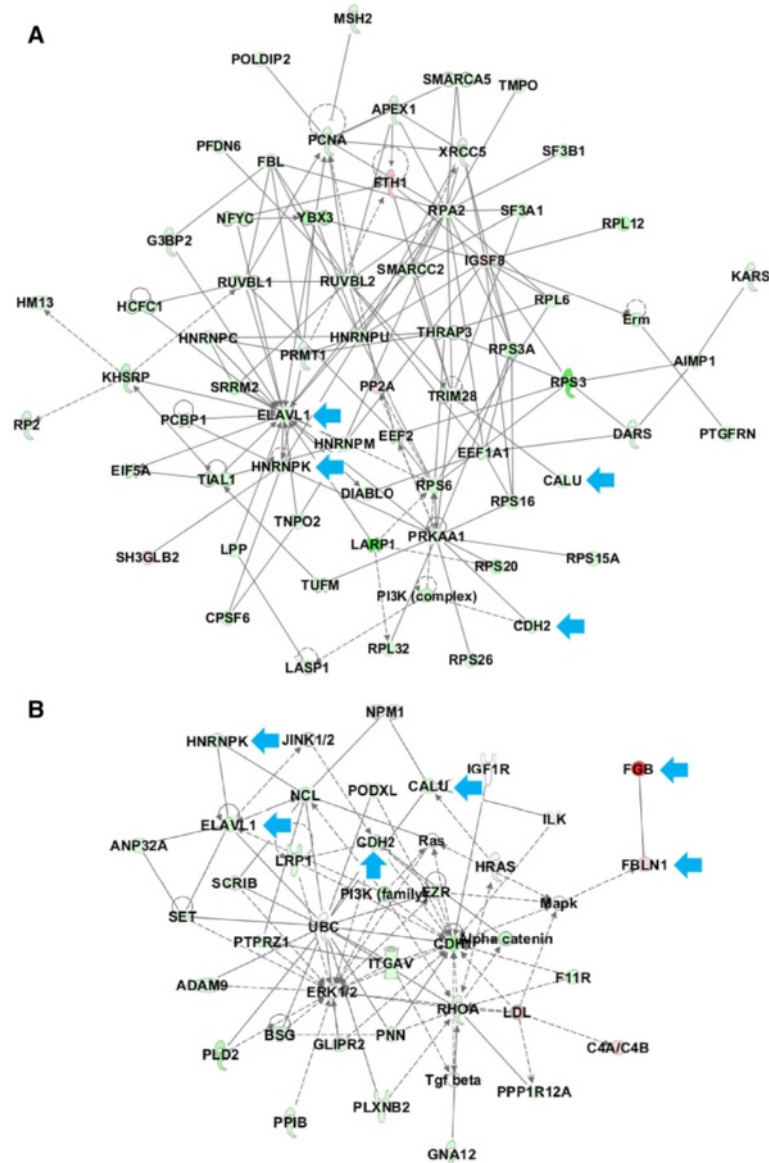 A
MSH2
POLDIP2
SMARCA5
TMPO
APEX1
PCNA
PFDN6
XRCC5
SF3B1
FBL
FTH1
NFYC
YBX3
RPA2
SF3A1
RPL12
G3BP2
IGSF8
SMARCC2
KARS
RUVBL1
RUVBL2
HM13
HCFC1
RPL6
Erm
HNRNPC
HNRNPU
THRAP3
PRMT1
RPS3A
AIMP1
KHSRP
SRRM2
PP2A
RPS3
TRIM28
RP2
PCBP1
ELAVL1
EEF2
DARS
PTGFRN
HNRNPM
EEF1A1
EIF5A
HNRNPK
TIAL1
DIABLO
RPS6
CALU
RPS16
TNPO2
PRKAA1
SH3GLB2
LPP
LARP1
RPS15A
RPS20
TUFM
PI3K (complex)
CPSF6
CDH2
RPL32
LASP1
RPS26
B
NPM1
HNRNPK
JINK1/2
IGF1R
FGB
CALU
NCL
PODXL
ILK
ELAVL1
ANP32A
CDH2
Ras
HRAS
FBLN1
LRP1
SCRIB
PI3K (family)
EZR
Mapk
SET
UBC
PTPRZ1
CDH1
Alpha catenin
ITGAV
ADAM9
F11R
ERK1/2
RHOA
LDL
BSG
PNN
GLIPR2
C4A/C4B
PLD2
Tgf beta
PPP1R12A
PLXNB2
PPIB
GNA12